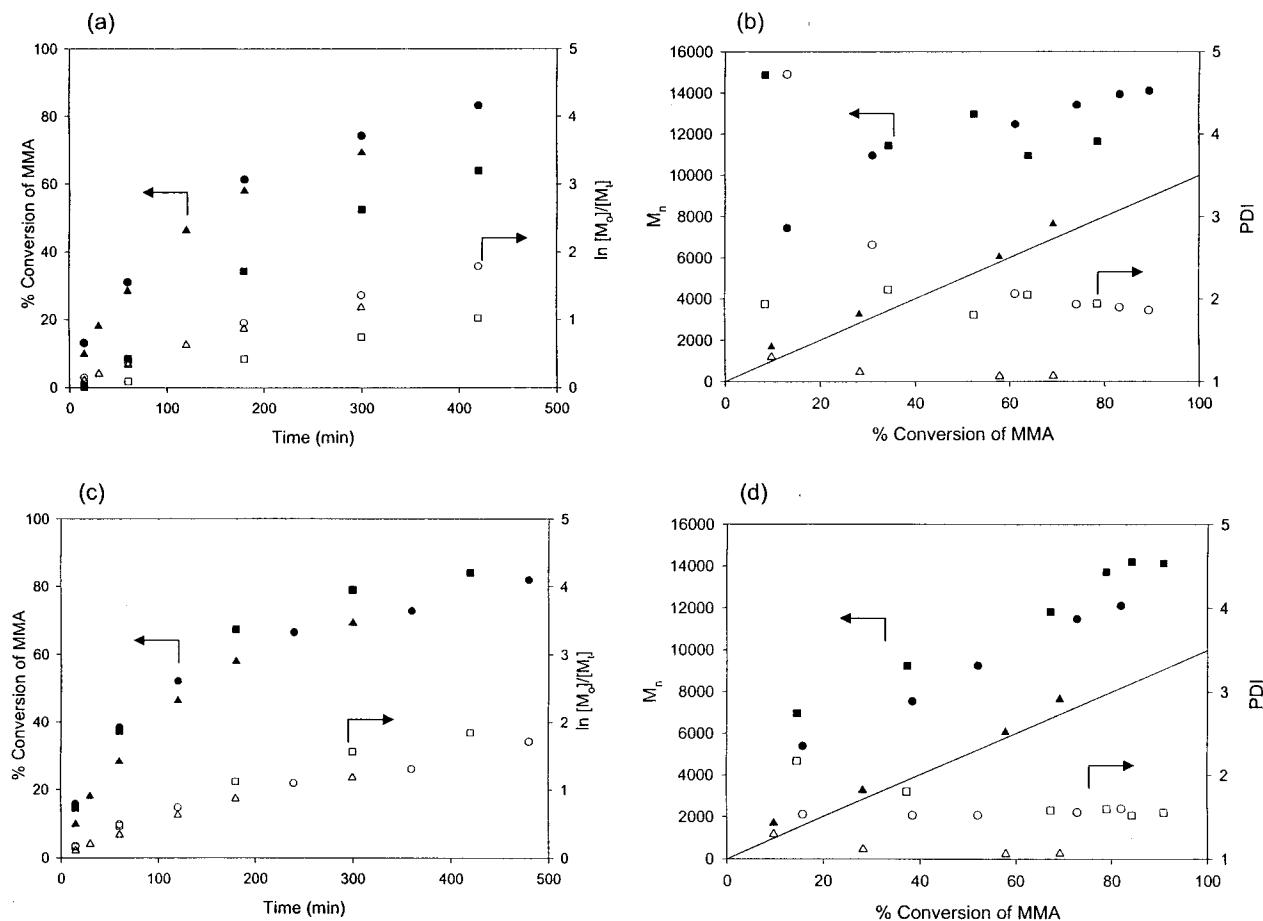 (a)
100
80
60
40
20
0
5
4
3
2
1
0
0 100 200 300 400 500
% Conversion of MMA
ln [M₀]/[Mₜ]
Time (min)
(b)
16000
14000
12000
10000
8000
6000
4000
2000
0
5
4
3
2
1
0 20 40 60 80 100
Mₙ
PDI
% Conversion of MMA
(c)
100
80
60
40
20
0
5
4
3
2
1
0
0 100 200 300 400 500
% Conversion of MMA
ln [M₀]/[Mₜ]
Time (min)
(d)
16000
14000
12000
10000
8000
6000
4000
2000
0
5
4
3
2
1
0 20 40 60 80 100
Mₙ
PDI
% Conversion of MMA